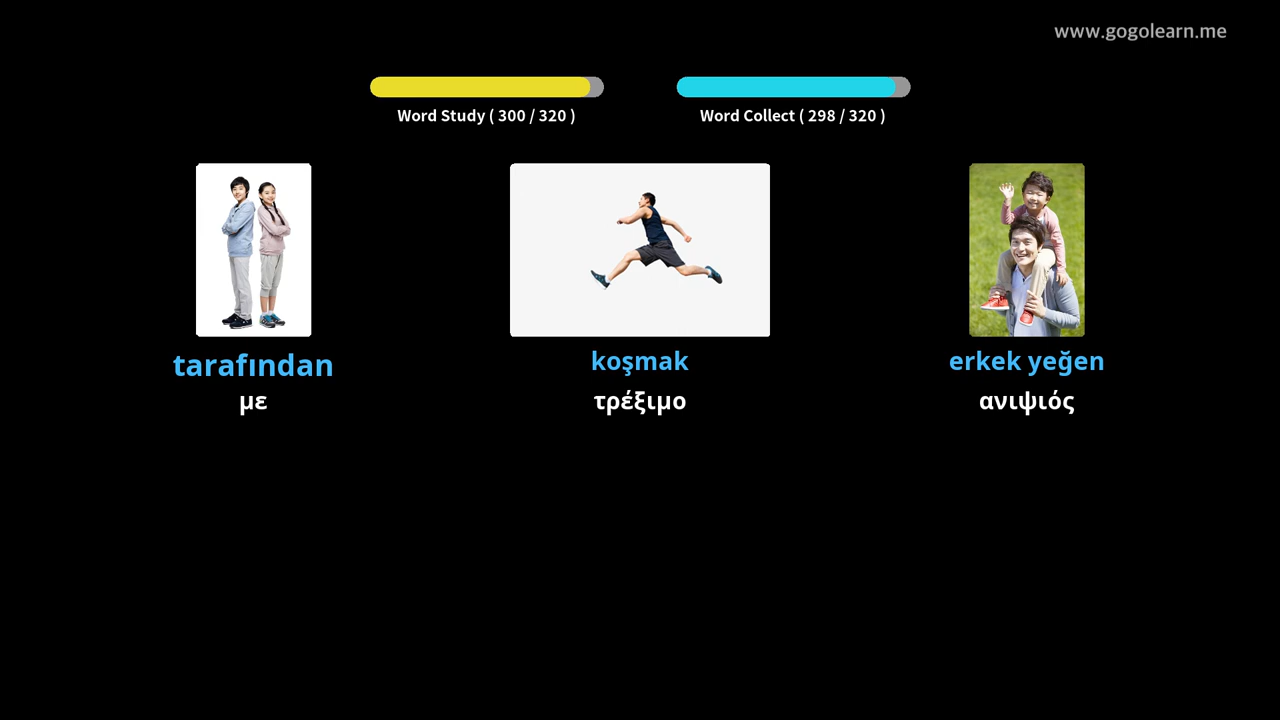 www.gogolearn.me
Word Study ( 300 / 320 )
Word Collect ( 298 / 320 )
tarafından
koşmak
erkek yeğen
με
τρέξιμο
ανιψιός